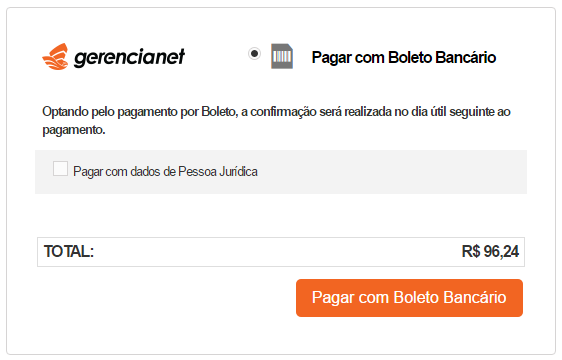 gerencianet Pagar com Boleto Bancário
Optando pelo pagamento por Boleto, a confirmação será realizada no dia útil seguinte ao
pagamento.
Pagar com dados de Pessoa Jurídica
TOTAL: R$ 96,24
Pagar com Boleto Bancário